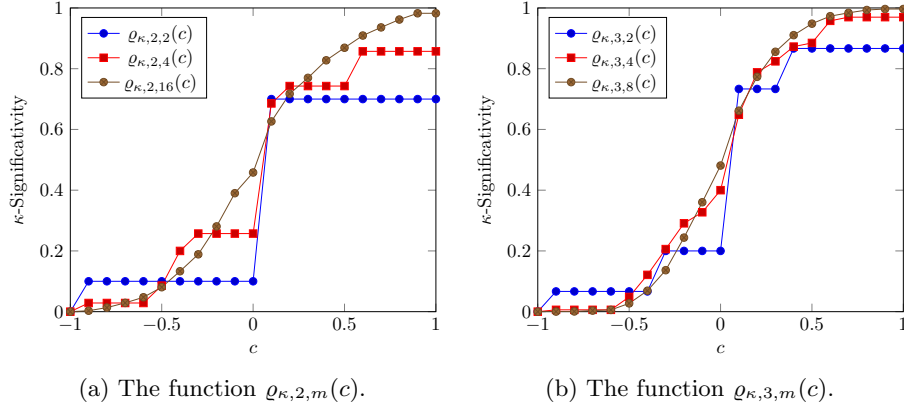 1
0.8
0.6
0.4
0.2
0
κ-Significativity
ϱκ,2,2(c)
ϱκ,2,4(c)
ϱκ,2,16(c)
−1
−0.5
0
0.5
1
c
(a) The function ϱκ,2,m(c).
1
0.8
0.6
0.4
0.2
0
κ-Significativity
ϱκ,3,2(c)
ϱκ,3,4(c)
ϱκ,3,8(c)
−1
−0.5
0
0.5
1
c
(b) The function ϱκ,3,m(c).